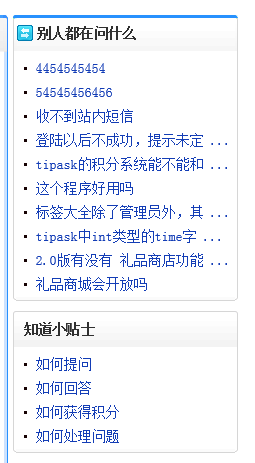 别人都在问什么
4454545454
54545456456
收不到站内短信
登陆以后不成功，提示未定 ...
tipask的积分系统能不能和 ...
这个程序好用吗
标签大全除了管理员外，其 ...
tipask中int类型的time字 ...
2.0版有没有 礼品商店功能 ...
礼品商城会开放吗
知道小贴士
如何提问
如何回答
如何获得积分
如何处理问题